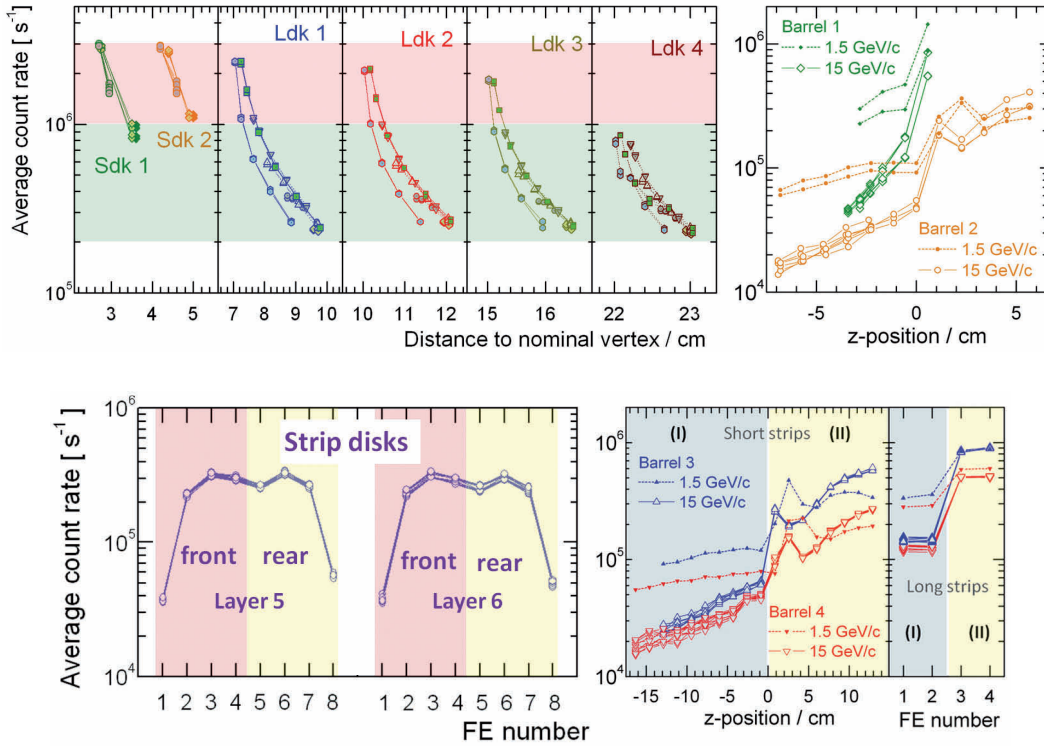 Average count rate [ s⁻¹]
10⁶
10⁵
Sdk 1
Sdk 2
Ldk 1
Ldk 2
Ldk 3
Ldk 4
3 4 5 6 7 8 9 10 10 11 12 13 14 15 16 22 23
Distance to nominal vertex / cm
10⁶
10⁵
10⁴
Barrel 1
1.5 GeV/c
15 GeV/c
Barrel 2
1.5 GeV/c
15 GeV/c
-5 0 5
z-position / cm
Average count rate [ s⁻¹]
10⁶
10⁵
10⁴
Strip disks
front rear
Layer 5
front rear
Layer 6
1 2 3 4 5 6 7 8 1 2 3 4 5 6 7 8
FE number
(I) Short strips (II)
Barrel 3
1.5 GeV/c
15 GeV/c
Barrel 4
1.5 GeV/c
15 GeV/c
10⁶
10⁵
10⁴
-15 -10 -5 0 5 10
z-position / cm
Long strips
(I) (II)
1 2 3 4
FE number